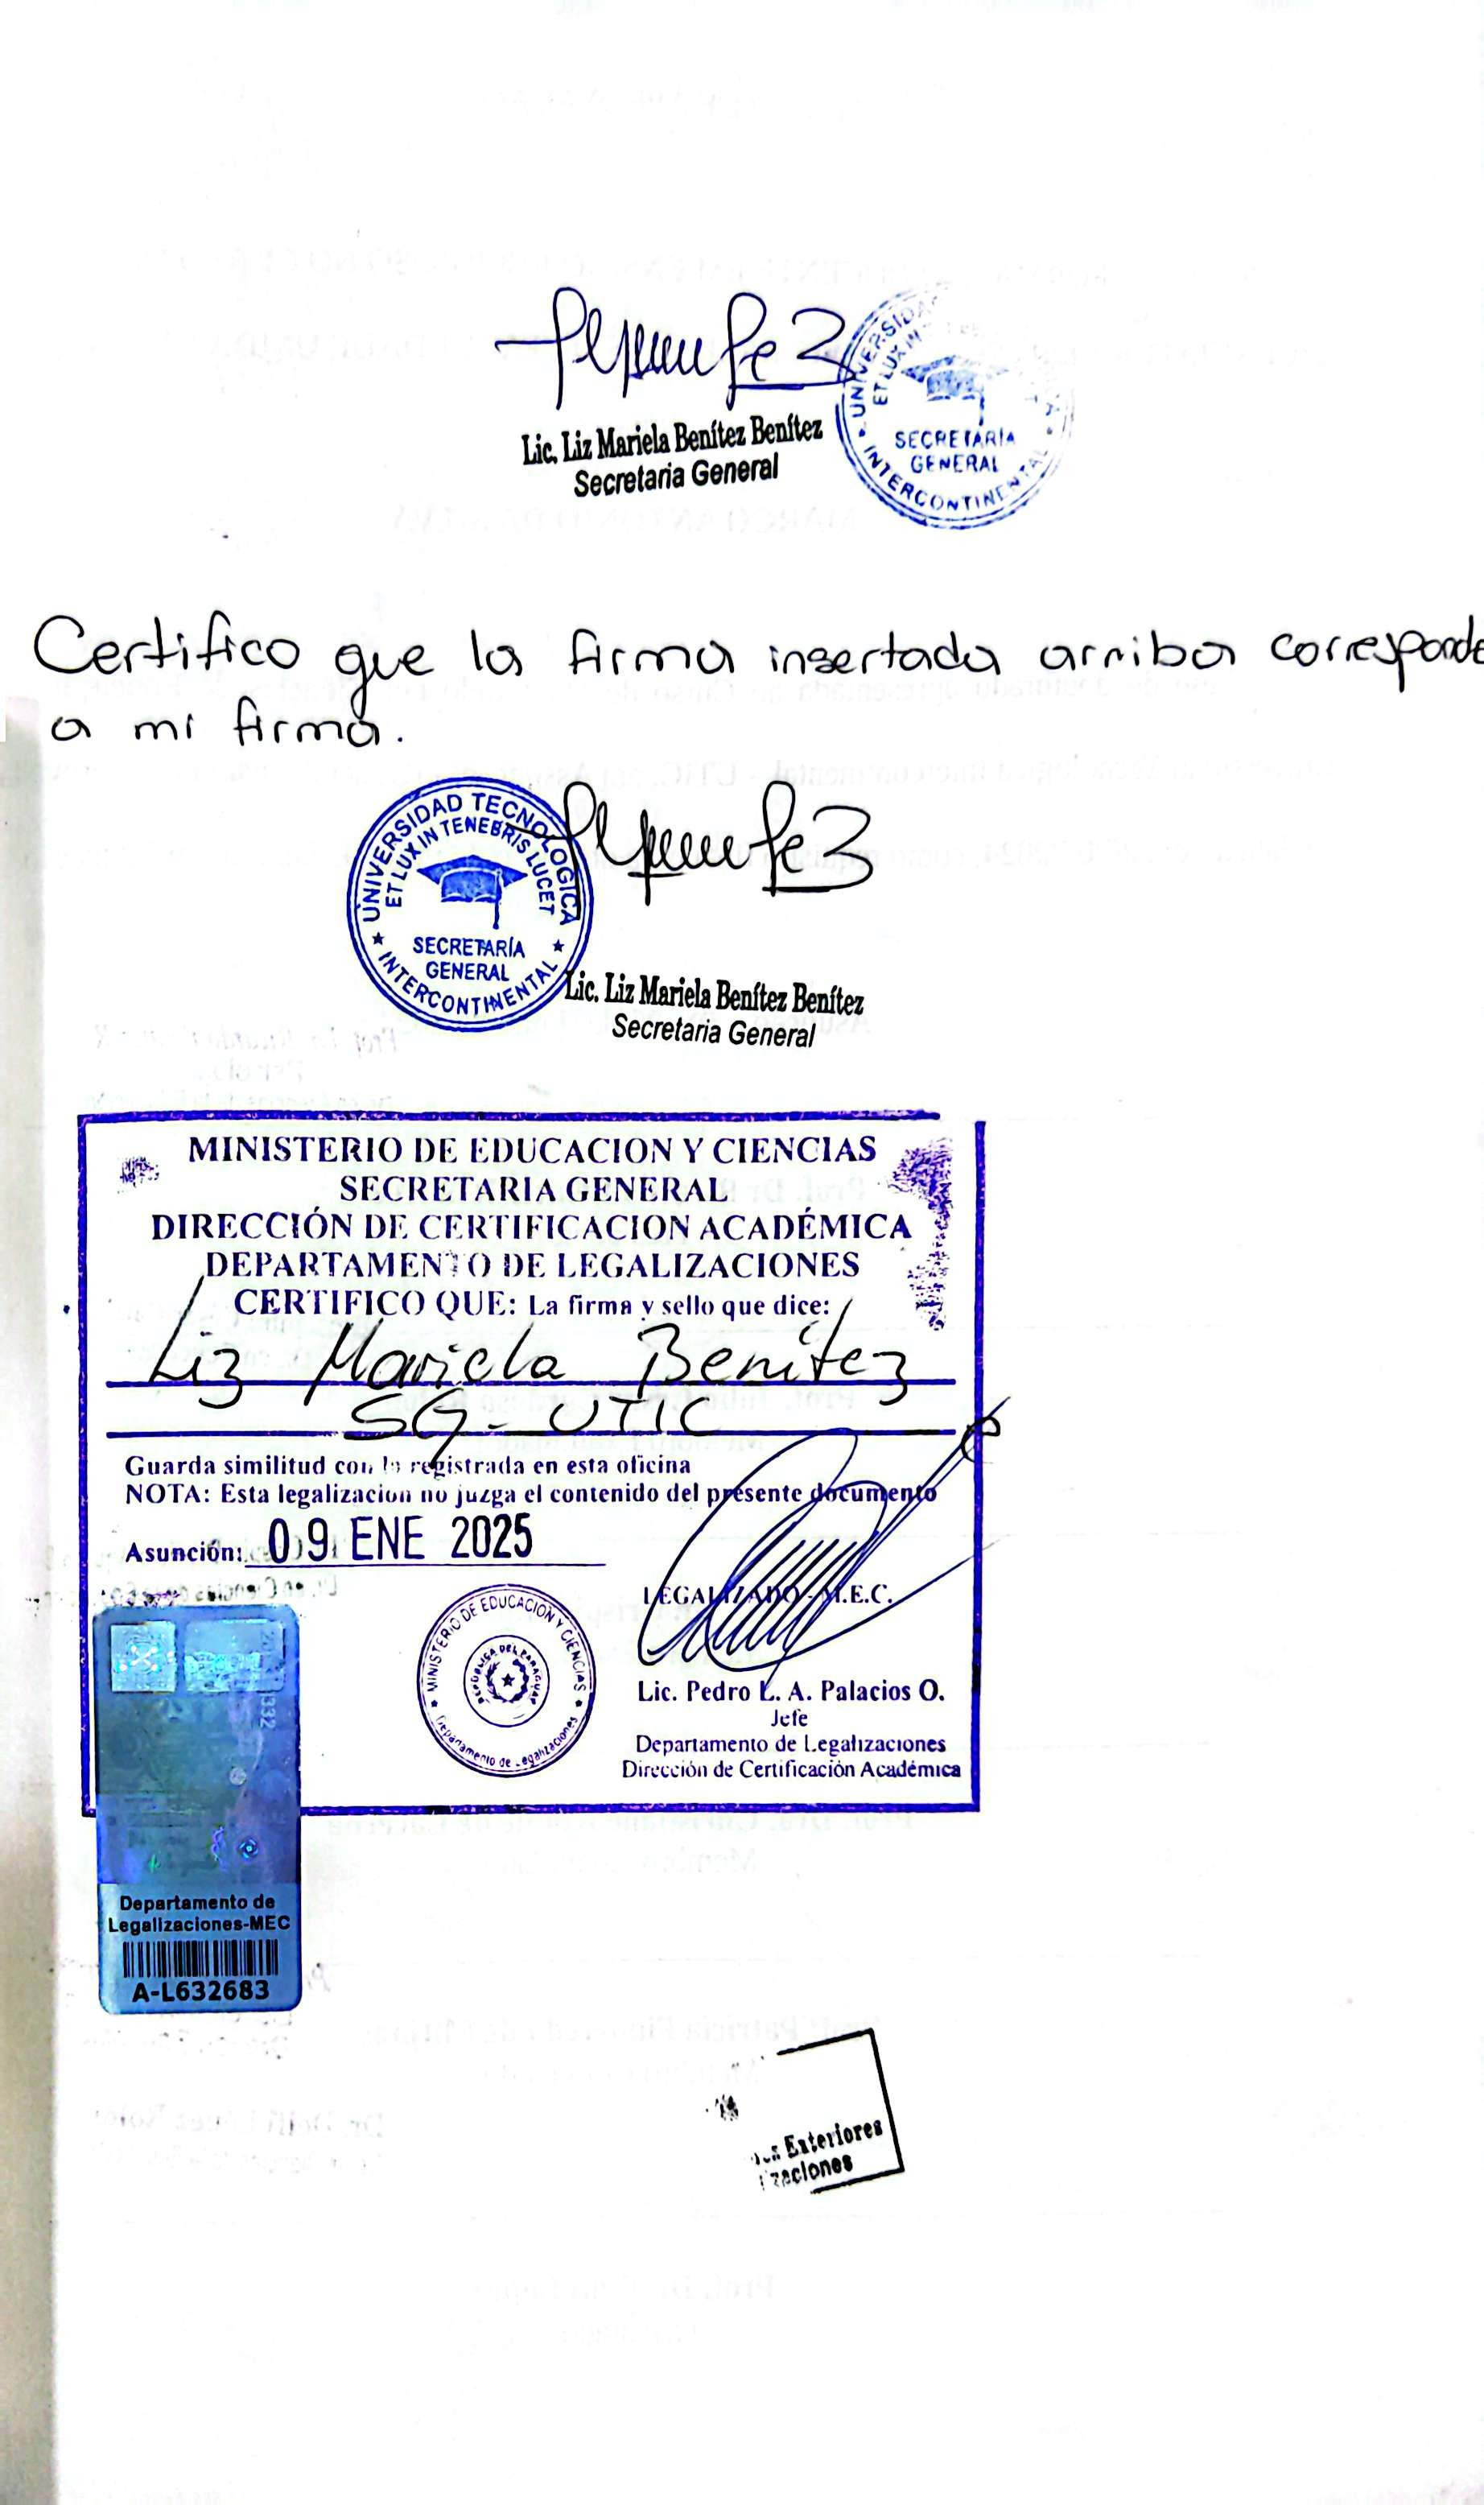 UNIVERSIDAD
ET LUX IN
SECRETARÍA
GENERAL
INTERCONTINENTAL
Lic. Liz Mariela Benítez Benítez
Secretaria General
Certifico que la firma insertada arriba corresponde
a mi firma.
UNIVERSIDAD TECNOLOGICA
ET LUX IN TENEBRIS LUCET
SECRETARÍA
GENERAL
INTERCONTINENTAL
Lic. Liz Mariela Benítez Benítez
Secretaria General
MINISTERIO DE EDUCACION Y CIENCIAS
SECRETARIA GENERAL
DIRECCIÓN DE CERTIFICACION ACADÉMICA
DEPARTAMENTO DE LEGALIZACIONES
CERTIFICO QUE: La firma y sello que dice:
Liz Mariela Benítez
SG - UTIC
Guarda similitud con la registrada en esta oficina
NOTA: Esta legalizacion no juzga el contenido del presente documento
Asunción: 09 ENE 2025
LEGALIZADO - M.E.C.
MINISTERIO DE EDUCACION Y CIENCIAS
REPÚBLICA DEL PARAGUAY
Departamento de Legalizaciones
Lic. Pedro L. A. Palacios O.
Jefe
Departamento de Legalizaciones
Dirección de Certificación Académica
332
Departamento de
Legalizaciones-MEC
A-L632683
Exteriores